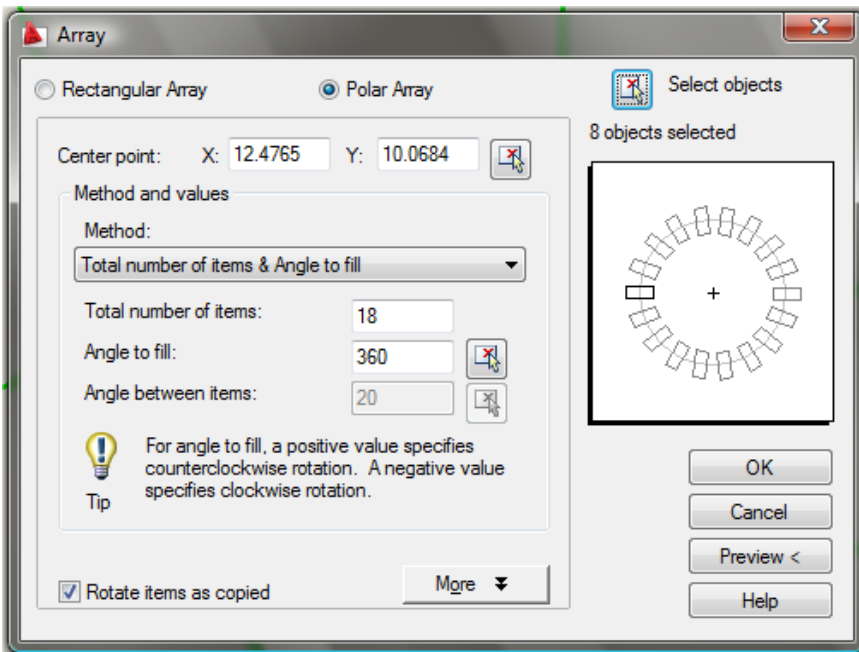 Array
Rectangular Array
Polar Array
Select objects
8 objects selected
Center point: X: 12.4765 Y: 10.0684
Method and values
Method:
Total number of items & Angle to fill
Total number of items: 18
Angle to fill: 360
Angle between items: 20
For angle to fill, a positive value specifies
counterclockwise rotation. A negative value
specifies clockwise rotation.
Tip
Rotate items as copied
More
OK
Cancel
Preview <
Help